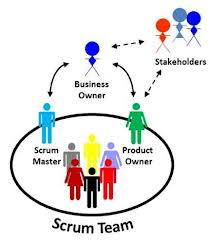 Stakeholders
Business
Owner
Scrum
Master
Product
Owner
Scrum Team